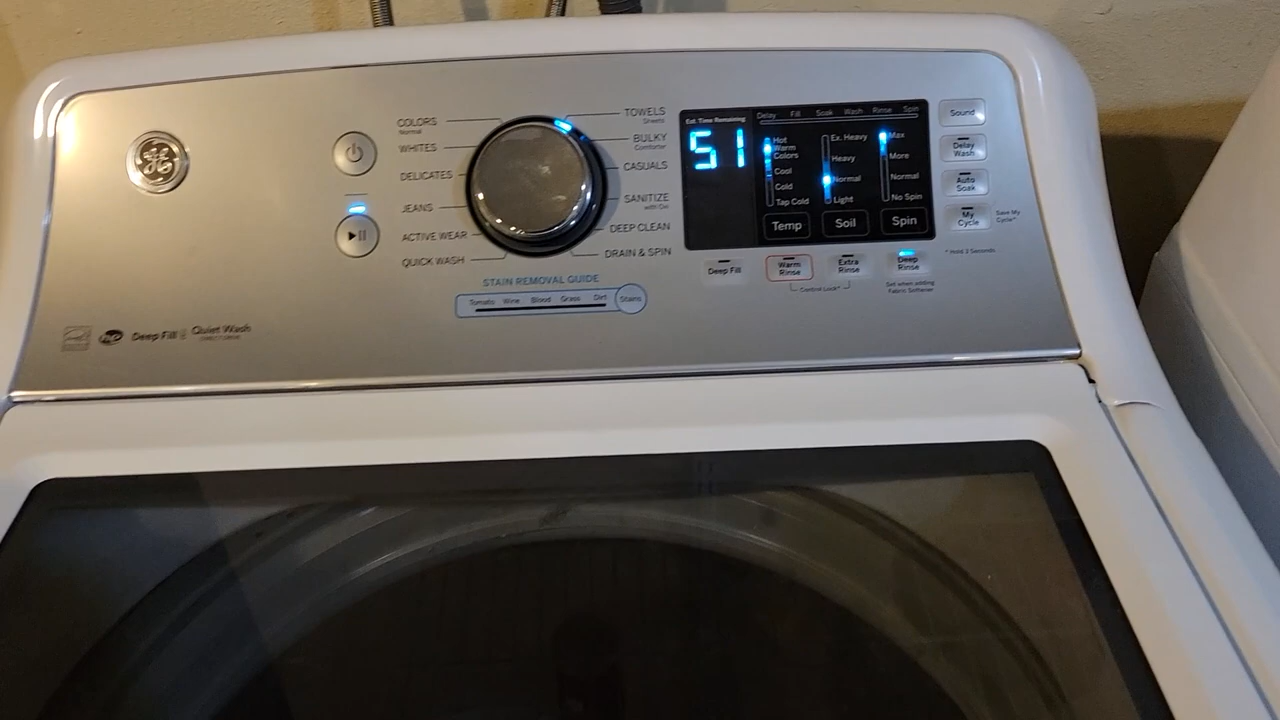 COLORS
Normal
WHITES
DELICATES
JEANS
ACTIVE WEAR
QUICK WASH
TOWELS
Sheets
BULKY
Comforter
CASUALS
SANITIZE
with Oxi
DEEP CLEAN
DRAIN & SPIN
STAIN REMOVAL GUIDE
Tomato Wine Blood Grass Dirt Stains
Est. Time Remaining
51
Delay Fill Soak Wash Rinse Spin
Hot
Warm
Colors
Cool
Cold
Tap Cold
Temp
Ex. Heavy
Heavy
Normal
Light
Soil
Max
More
Normal
No Spin
Spin
Sound
Delay
Wash
Auto
Soak
My
Cycle
Save My
Cycle*
* Hold 3 Seconds
Deep Fill
Warm
Rinse
Extra
Rinse
Control Lock*
Deep
Rinse
Set when adding
Fabric Softener
GE
Deep Fill
Quiet Wash